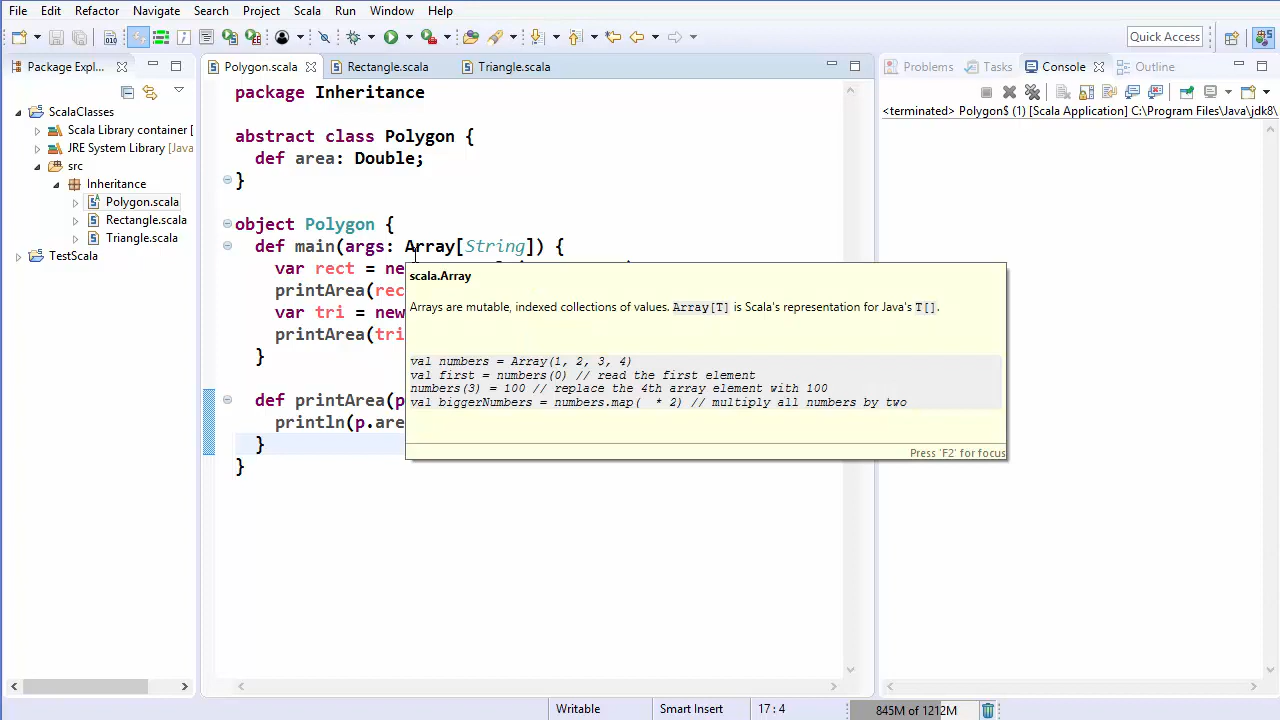 File Edit Refactor Navigate Search Project Scala Run Window Help
Quick Access
Package Expl...
Polygon.scala Rectangle.scala Triangle.scala
Problems Tasks Console Outline
<terminated> Polygon$ (1) [Scala Application] C:\Program Files\Java\jdk8\
ScalaClasses
Scala Library container [
JRE System Library [Java
src
Inheritance
Polygon.scala
Rectangle.scala
Triangle.scala
TestScala
package Inheritance
abstract class Polygon {
def area: Double;
}
object Polygon {
def main(args: Array[String]) {
var rect = ne
printArea(rec
var tri = new
printArea(tri
}
def printArea(p
println(p.are
}
}
scala.Array
Arrays are mutable, indexed collections of values. Array[T] is Scala's representation for Java's T[].
val numbers = Array(1, 2, 3, 4)
val first = numbers(0) // read the first element
numbers(3) = 100 // replace the 4th array element with 100
val biggerNumbers = numbers.map( * 2) // multiply all numbers by two
Press 'F2' for focus
Writable Smart Insert 17 : 4 845M of 1212M